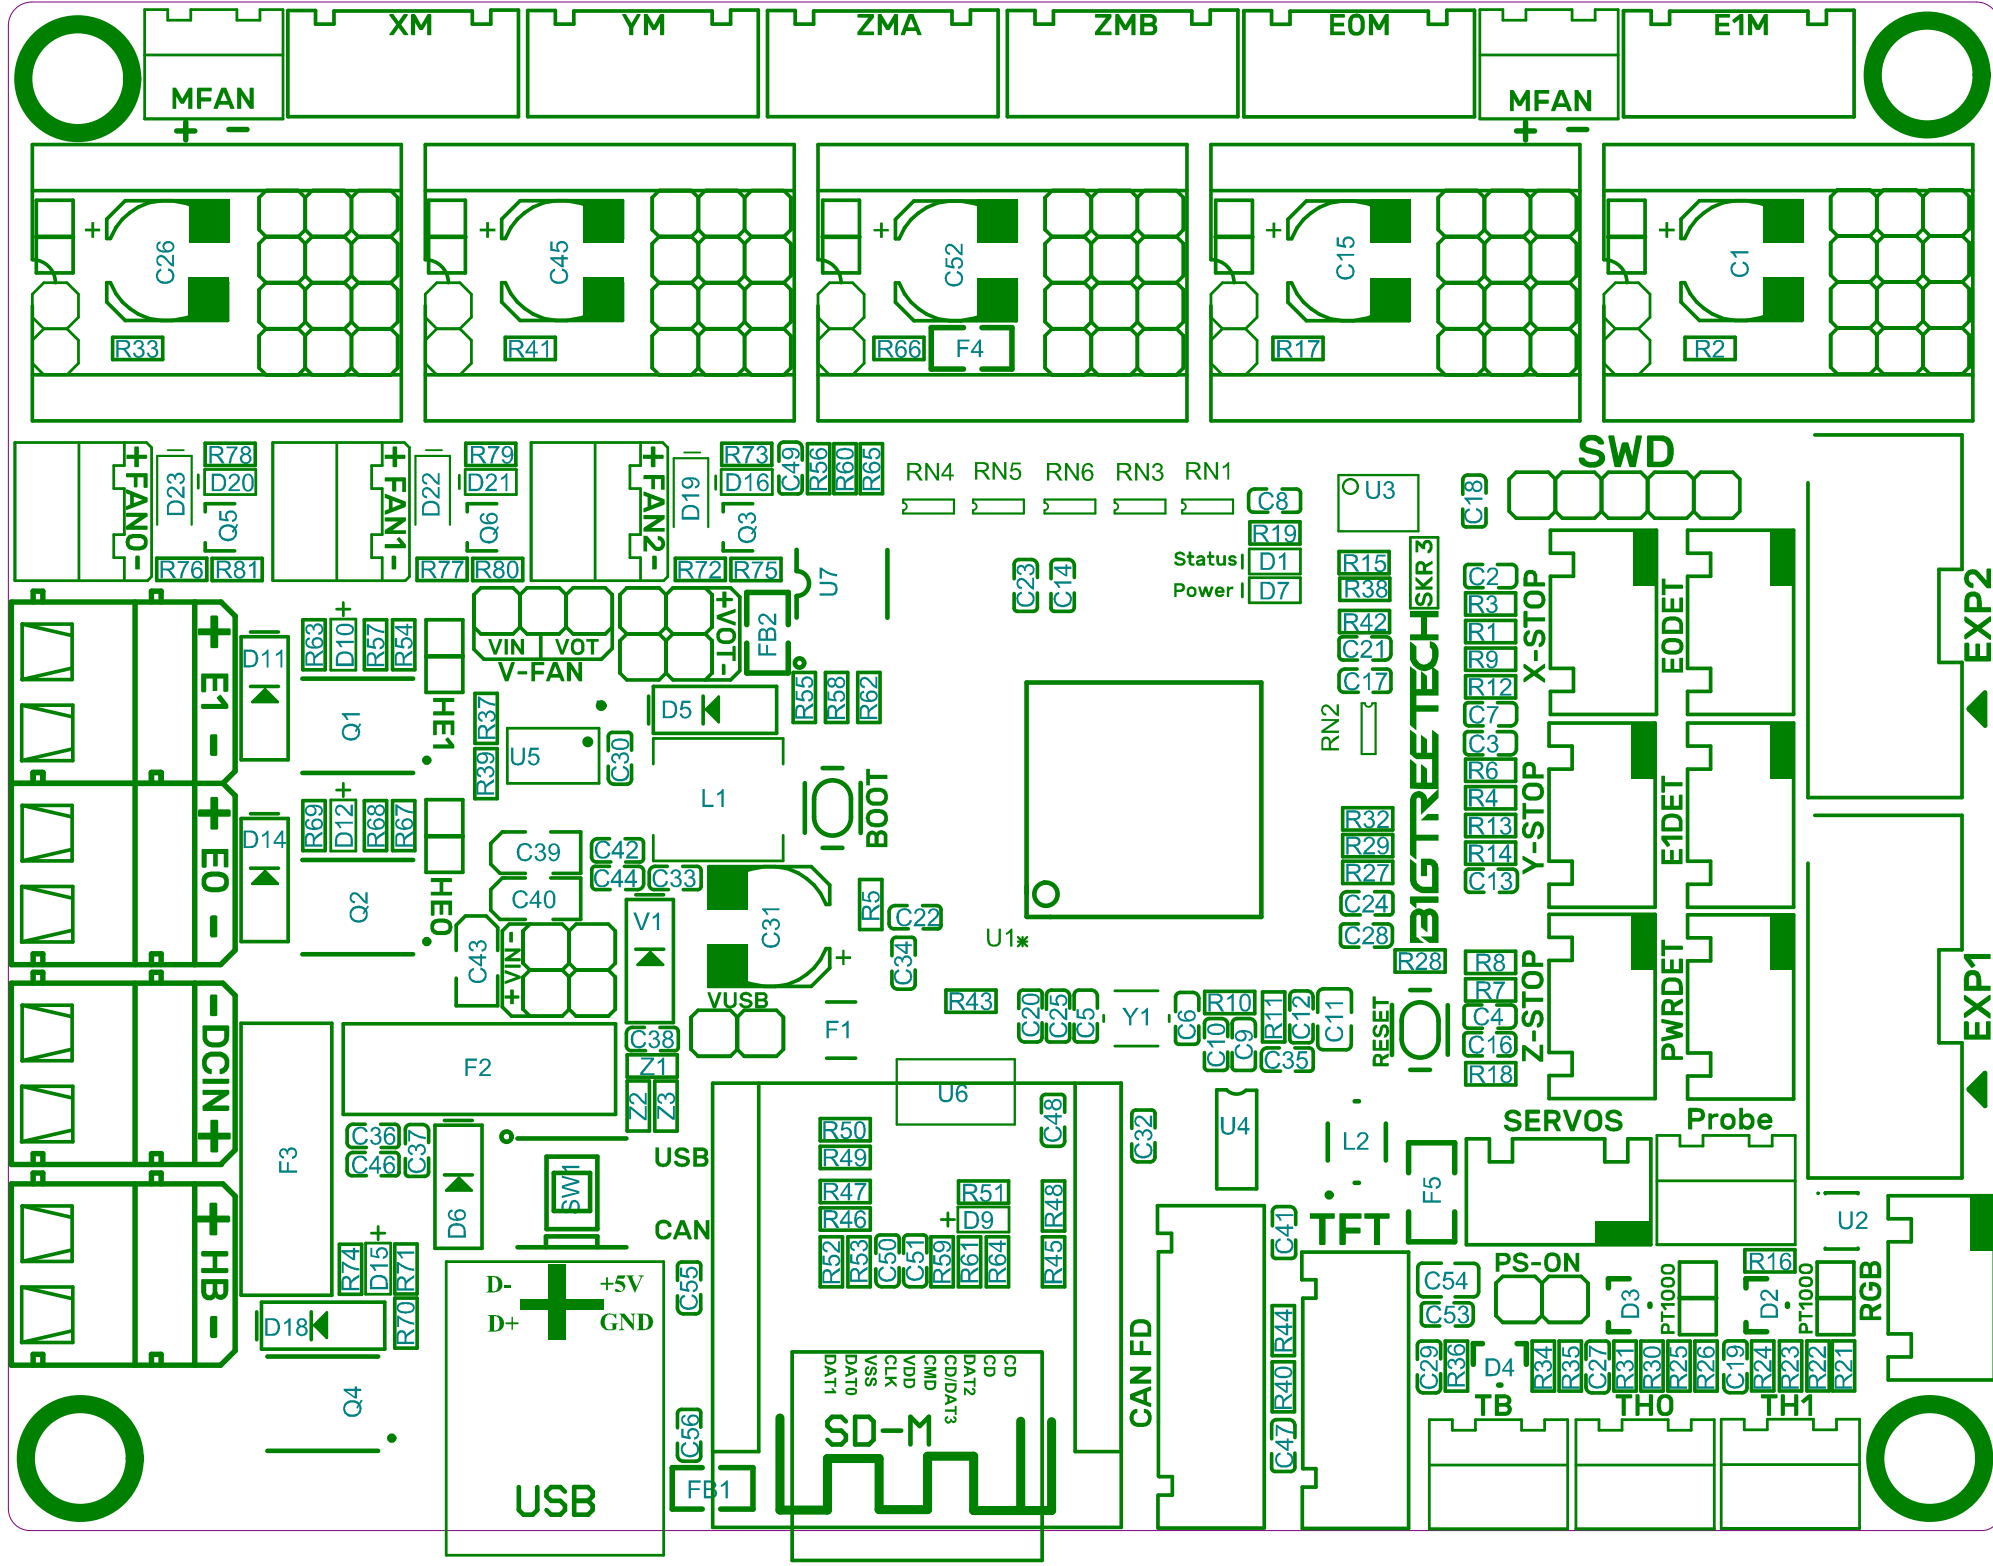 XM
YM
ZMA
ZMB
E0M
E1M
MFAN
+ -
MFAN
+ -
+
C26
R33
+
C45
R41
+
C52
R66
F4
+
C15
R17
+
C1
R2
+FAN0-
D23
R78
D20
Q5
R76
R81
+FAN1-
D22
R79
D21
Q6
R77
R80
+FAN2-
D19
R73
D16
Q3
R72
R75
C49
R56
R60
R65
RN4
RN5
RN6
RN3
RN1
C8
R19
Status
D1
Power
D7
U3
C18
SWD
R15
R38
R42
C21
C17
SKR 3
BIGTREETECH
RN2
C23
C14
U7
FB2
+VOT-
VIN
VOT
V-FAN
R55
R58
R62
D5
L1
BOOT
+ E1 -
D11
R63
+
D10
R57
R54
Q1
HE1
R37
R39
U5
C30
+ E0 -
D14
R69
+
D12
R68
R67
Q2
HE0
C39
C40
C42
C44
C33
C43
+VIN-
V1
C31
+
VUSB
R5
C22
C34
F1
U1*
R43
C20
C25
C5
Y1
C6
R10
C10
C9
R11
C12
C35
C11
RESET
R32
R29
R27
C24
C28
R28
C2
R3
R1
R9
R12
C7
C3
R6
R4
R13
R14
C13
R8
R7
C4
C16
R18
X-STOP
E0DET
Y-STOP
E1DET
Z-STOP
PWRDET
EXP2
EXP1
-DCIN+
F3
F2
C38
Z1
Z2
Z3
C36
C46
C37
D6
SW1
USB
CAN
+ HB -
R74
+
D15
R71
R70
D18
Q4
D-
+5V
D+
GND
USB
C55
C56
FB1
U6
R50
R49
R47
R46
R51
+
D9
R48
C48
C32
R52
R53
C50
C51
R59
R61
R64
R45
DAT1
DAT0
VSS
CLK
VDD
CMD
CD/DAT3
DAT2
CD
CD
SD-M
U4
L2
TFT
F5
CAN FD
C41
R44
R40
C47
SERVOS
Probe
U2
C54
C53
PS-ON
R16
D3
PT1000
D2
PT1000
RGB
C29
R36
D4
R34
R35
C27
R31
R30
R25
R26
C19
R24
R23
R22
R21
TB
TH0
TH1